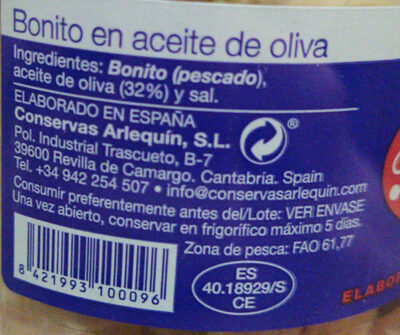 Bonito en aceite de oliva
Ingredientes: Bonito (pescado),
aceite de oliva (32%) y sal.
ELABORADO EN ESPAÑA
Conservas Arlequín, S.L.
Pol. Industrial Trascueto, B-7
39600 Revilla de Camargo. Cantabria. Spain
Tel. +34 942 254 507 • info@conservasarlequin.com
Consumir preferentemente antes del/Lote: VER ENVASE
Una vez abierto, conservar en frigorífico máximo 5 días.
Zona de pesca: FAO 61,77
8 421993 100096
ES
40.18929/S
CE
®
ELABOR